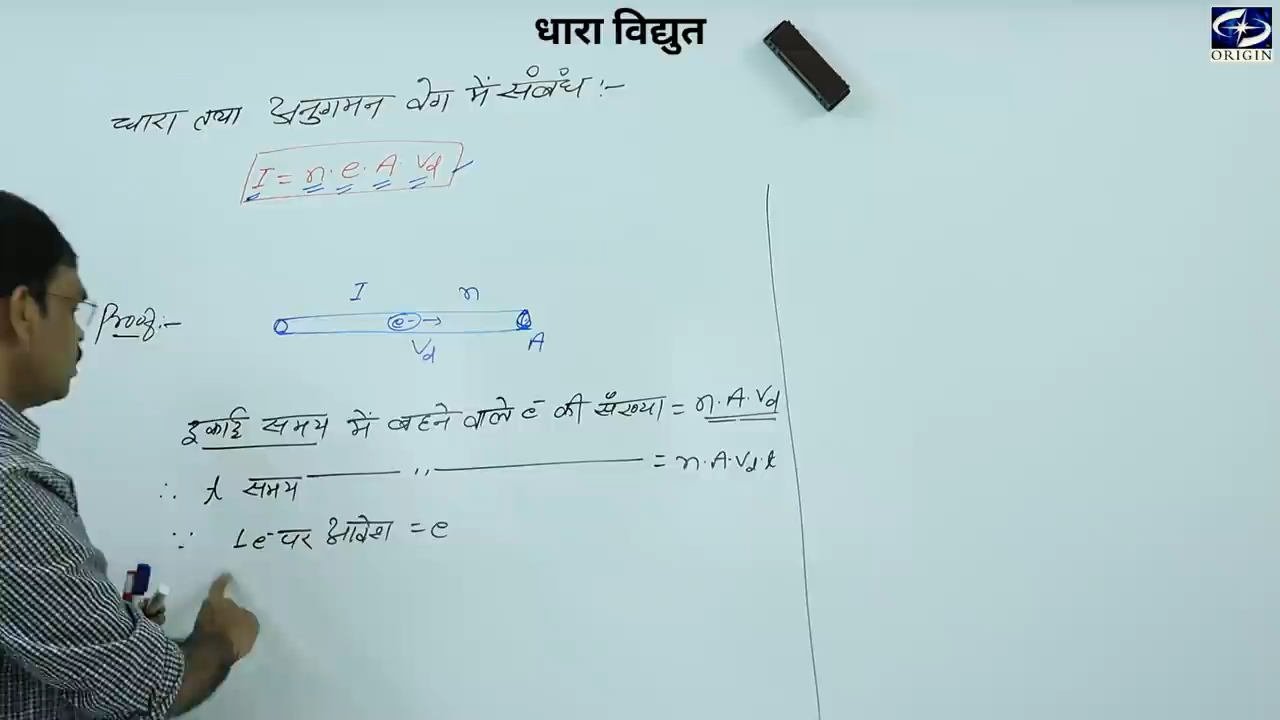 धारा विद्युत
ORIGIN
धारा तथा अनुगमन वेग में संबंध :-
I = n . e . A . Vd
Proof :-
I n
e- →
Vd A
इकाई समय में बहने वाले e- की संख्या = n . A . Vd
∴ t समय —— ,, —— = n . A . Vd . t
∵ 1 e- पर आवेश = e